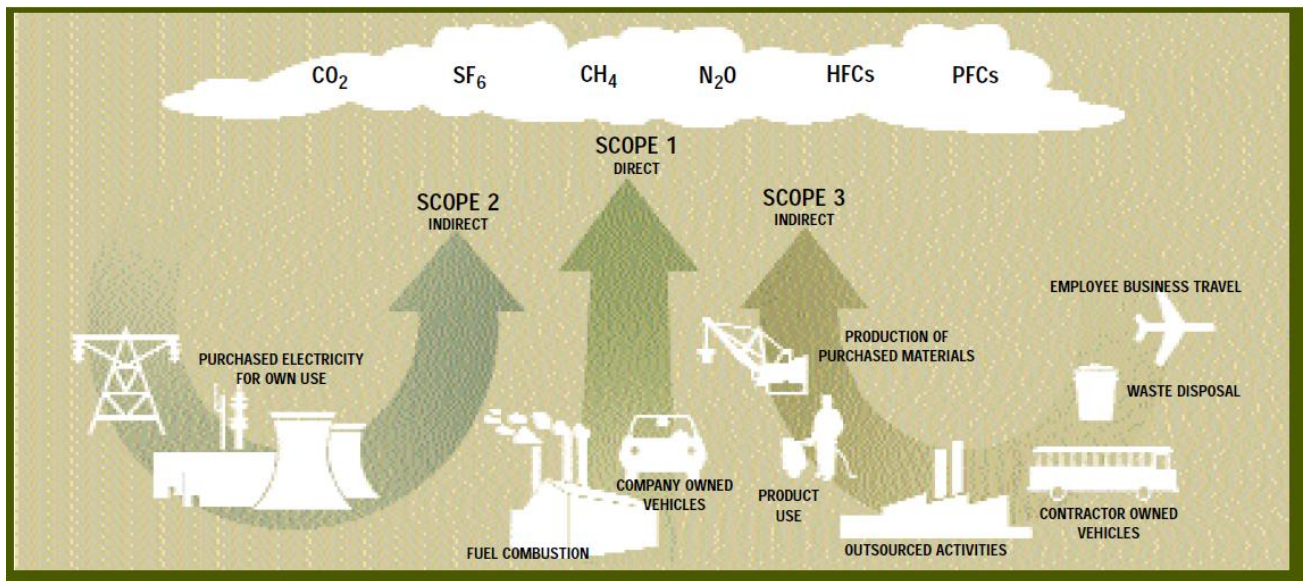 CO₂ SF₆ CH₄ N₂O HFCs PFCs
SCOPE 1
DIRECT
SCOPE 2
INDIRECT
SCOPE 3
INDIRECT
EMPLOYEE BUSINESS TRAVEL
PURCHASED ELECTRICITY
FOR OWN USE
PRODUCTION OF
PURCHASED MATERIALS
WASTE DISPOSAL
COMPANY OWNED
VEHICLES
PRODUCT
USE
CONTRACTOR OWNED
VEHICLES
FUEL COMBUSTION
OUTSOURCED ACTIVITIES